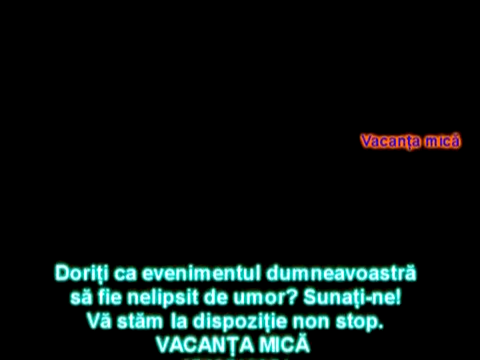 Vacanța mică
Doriți ca evenimentul dumneavoastră
să fie nelipsit de umor? Sunați-ne!
Vă stăm la dispoziție non stop.
VACANȚA MICĂ